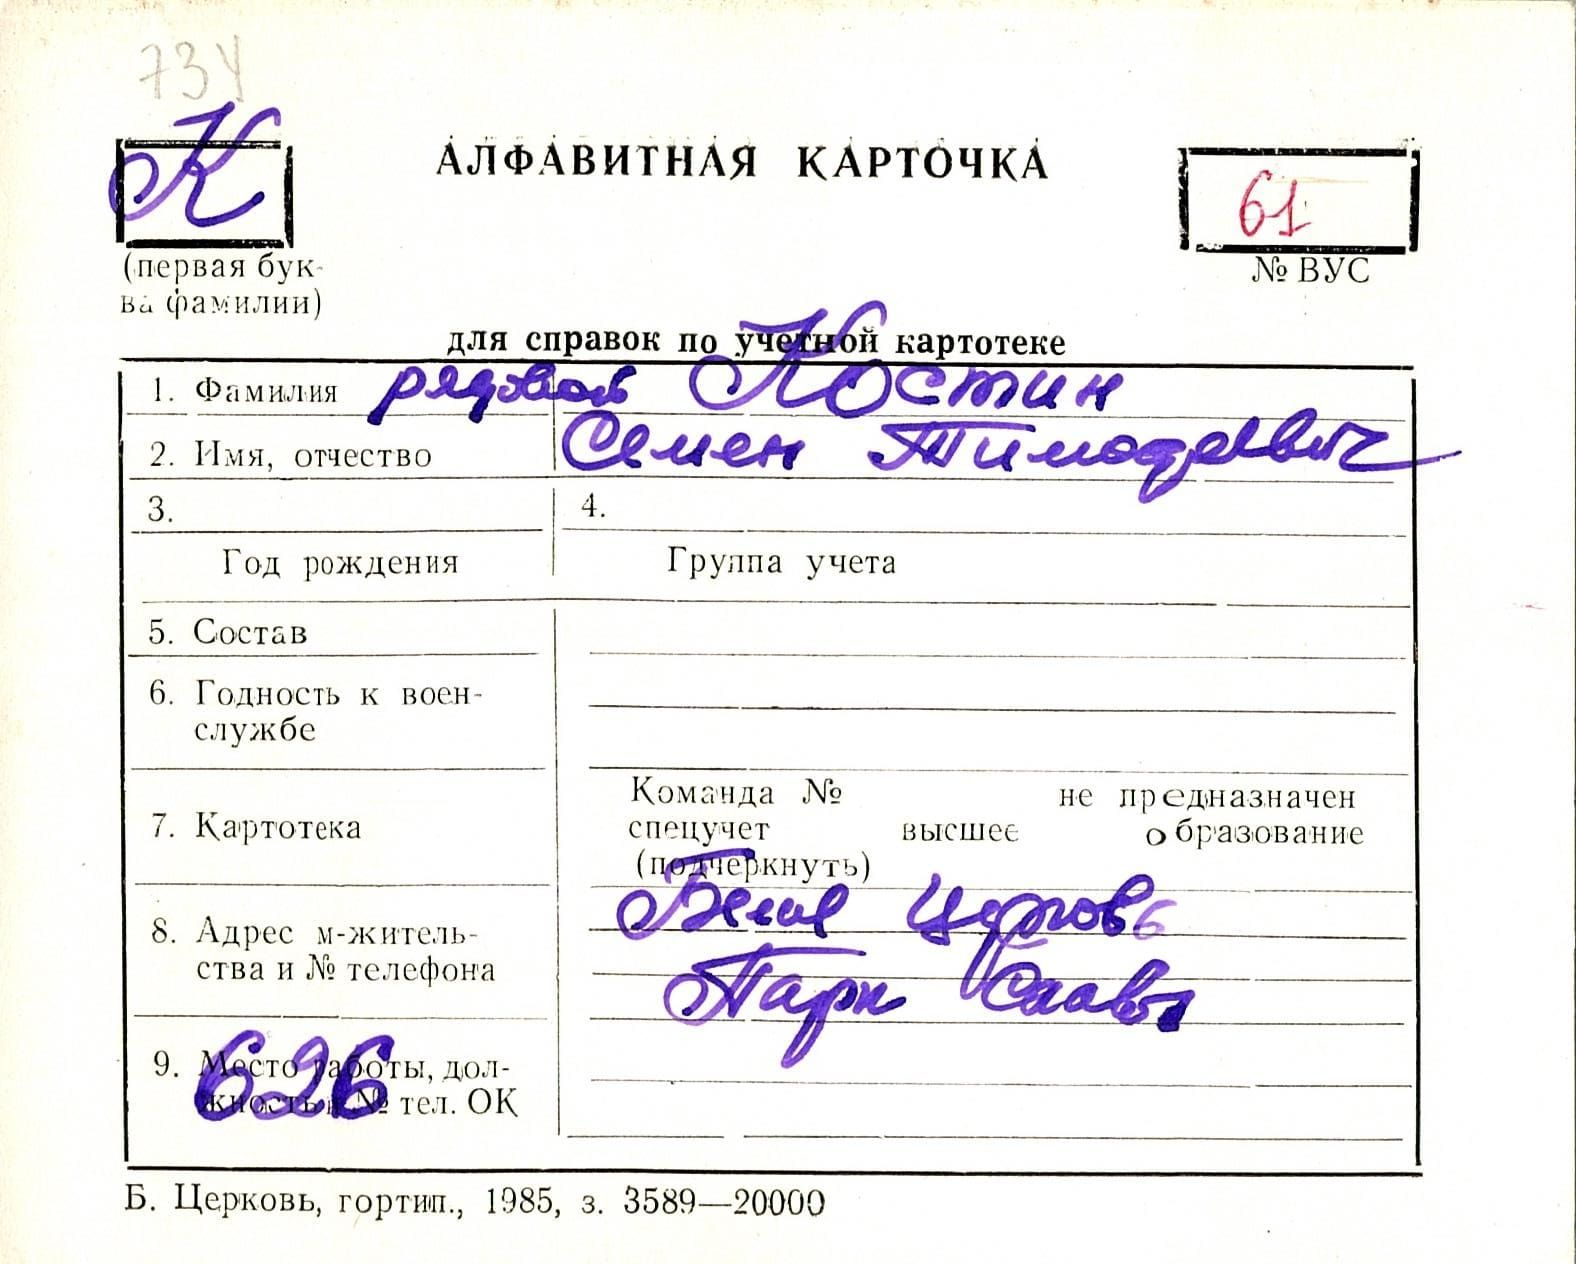 734
К
АЛФАВИТНАЯ КАРТОЧКА
61
(первая бук-
ва фамилии)
№ ВУС
для справок по учетной картотеке
1. Фамилия рядовой Костин
2. Имя, отчество Семен Тимофеевич
3. 4.
Год рождения Группа учета
5. Состав
6. Годность к воен-
службе
Команда № не предназначен
7. Картотека спецучет высшее образование
(подчеркнуть)
Белая Церковь
8. Адрес м-житель-
ства и № телефона Парк Славы
9. Место работы, дол-
жность и № тел. ОК
626
Б. Церковь, гортип., 1985, з. 3589—20000